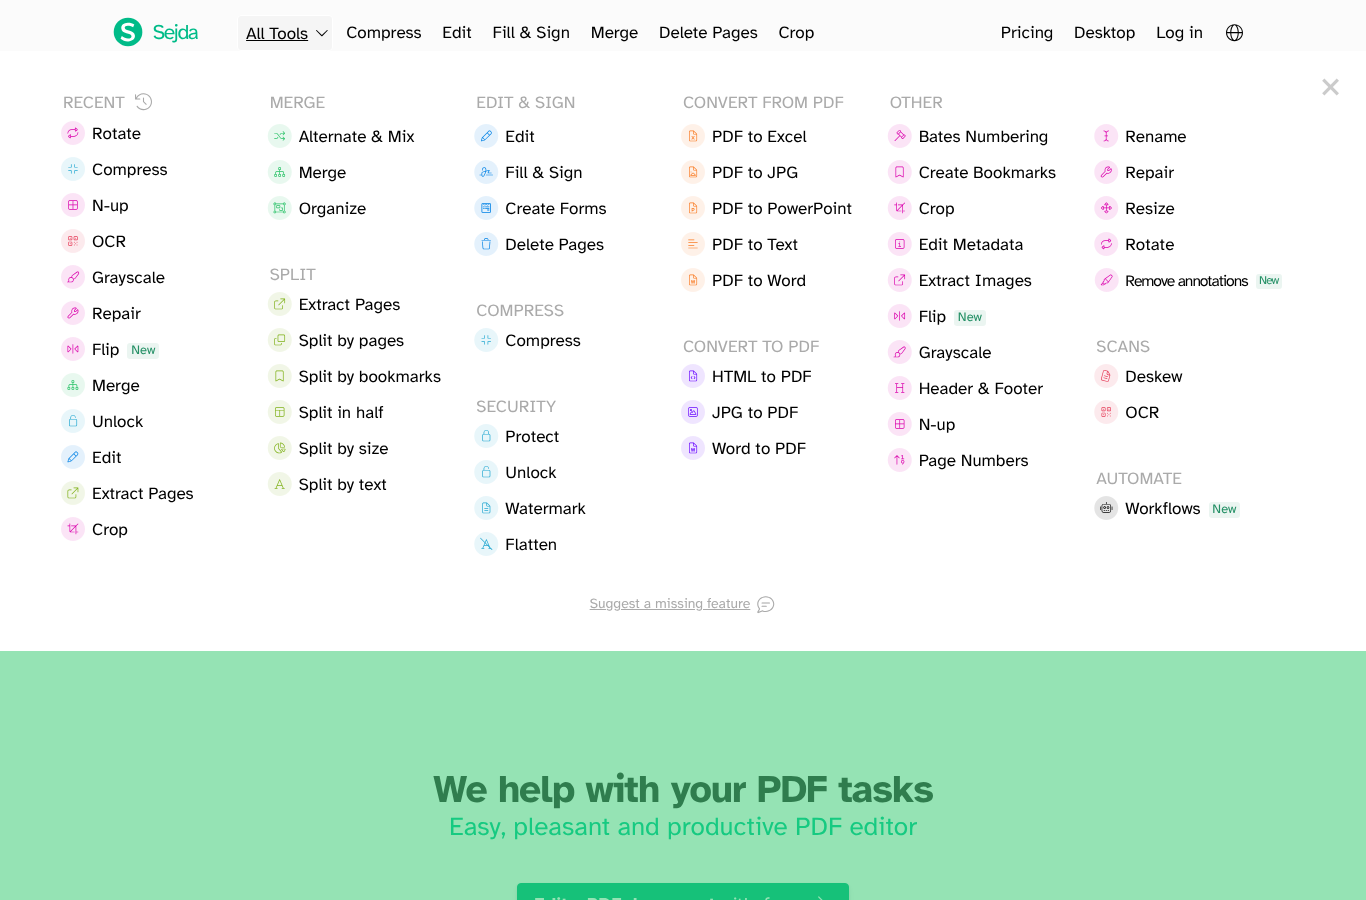 Sejda
All Tools
Compress
Edit
Fill & Sign
Merge
Delete Pages
Crop
Pricing
Desktop
Log in
RECENT
Rotate
Compress
N-up
OCR
Grayscale
Repair
Flip New
Merge
Unlock
Edit
Extract Pages
Crop
MERGE
Alternate & Mix
Merge
Organize
SPLIT
Extract Pages
Split by pages
Split by bookmarks
Split in half
Split by size
Split by text
EDIT & SIGN
Edit
Fill & Sign
Create Forms
Delete Pages
COMPRESS
Compress
SECURITY
Protect
Unlock
Watermark
Flatten
CONVERT FROM PDF
PDF to Excel
PDF to JPG
PDF to PowerPoint
PDF to Text
PDF to Word
CONVERT TO PDF
HTML to PDF
JPG to PDF
Word to PDF
OTHER
Bates Numbering
Create Bookmarks
Crop
Edit Metadata
Extract Images
Flip New
Grayscale
Header & Footer
N-up
Page Numbers
Rename
Repair
Resize
Rotate
Remove annotations New
SCANS
Deskew
OCR
AUTOMATE
Workflows New
Suggest a missing feature
We help with your PDF tasks
Easy, pleasant and productive PDF editor